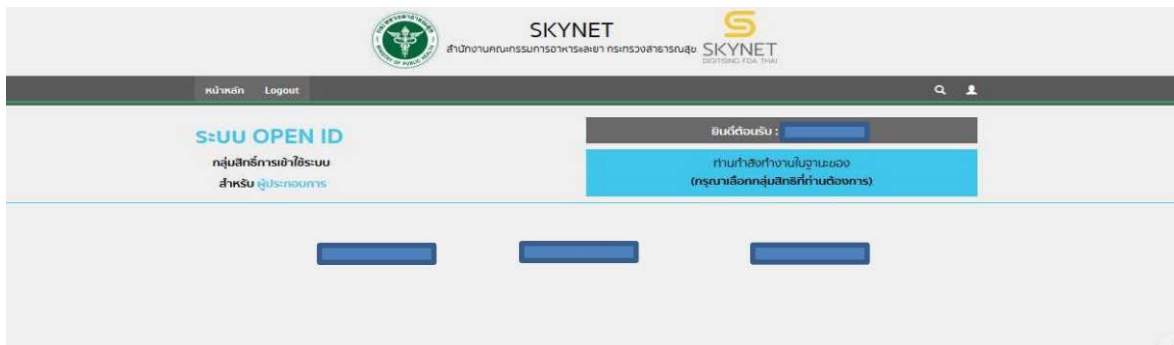 SKYNET
สำนักงานคณะกรรมการอาหารและยา กระทรวงสาธารณสุข
SKYNET
DIGITISING FDA THAI
หน้าหลัก Logout
ระบบ OPEN ID
กลุ่มสิทธิ์การเข้าใช้ระบบ
สำหรับ ผู้ประกอบการ
ยินดีต้อนรับ :
ท่านกำลังทำงานในฐานะของ
(กรุณาเลือกกลุ่มสิทธิที่ท่านต้องการ)